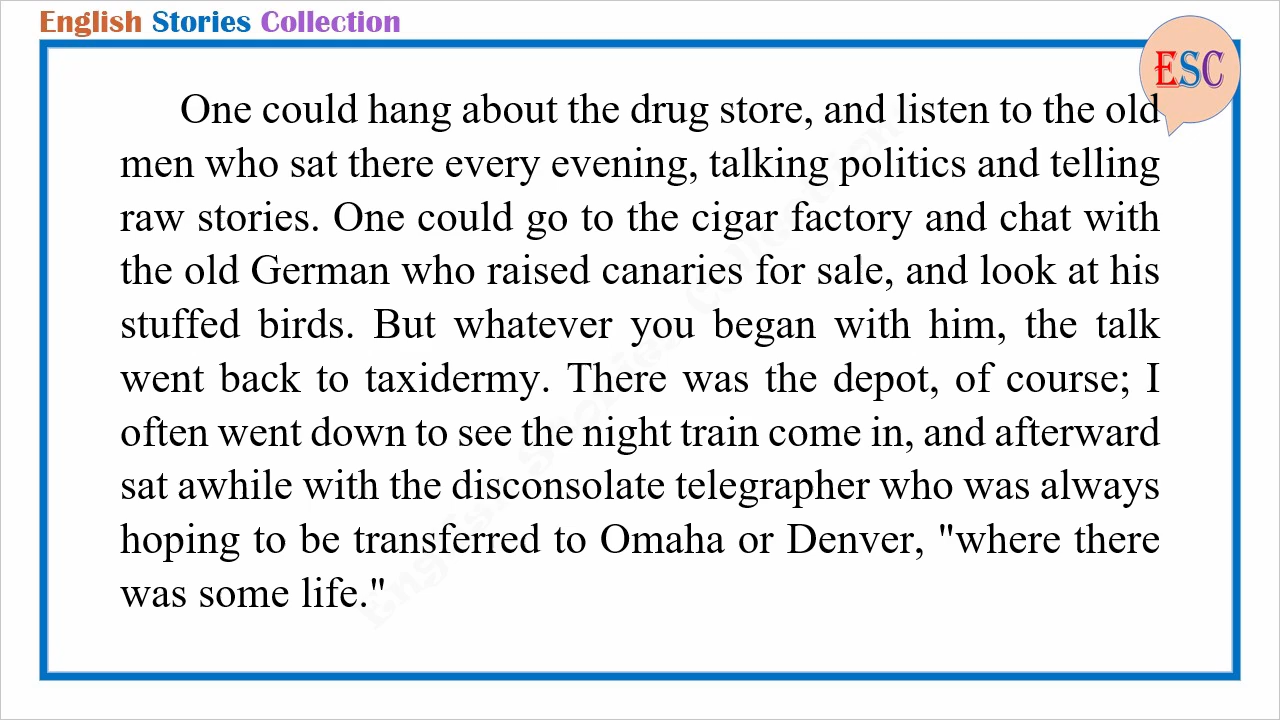 English Stories Collection
ESC
One could hang about the drug store, and listen to the old
men who sat there every evening, talking politics and telling
raw stories. One could go to the cigar factory and chat with
the old German who raised canaries for sale, and look at his
stuffed birds. But whatever you began with him, the talk
went back to taxidermy. There was the depot, of course; I
often went down to see the night train come in, and afterward
sat awhile with the disconsolate telegrapher who was always
hoping to be transferred to Omaha or Denver, "where there
was some life."
English Stories Collection